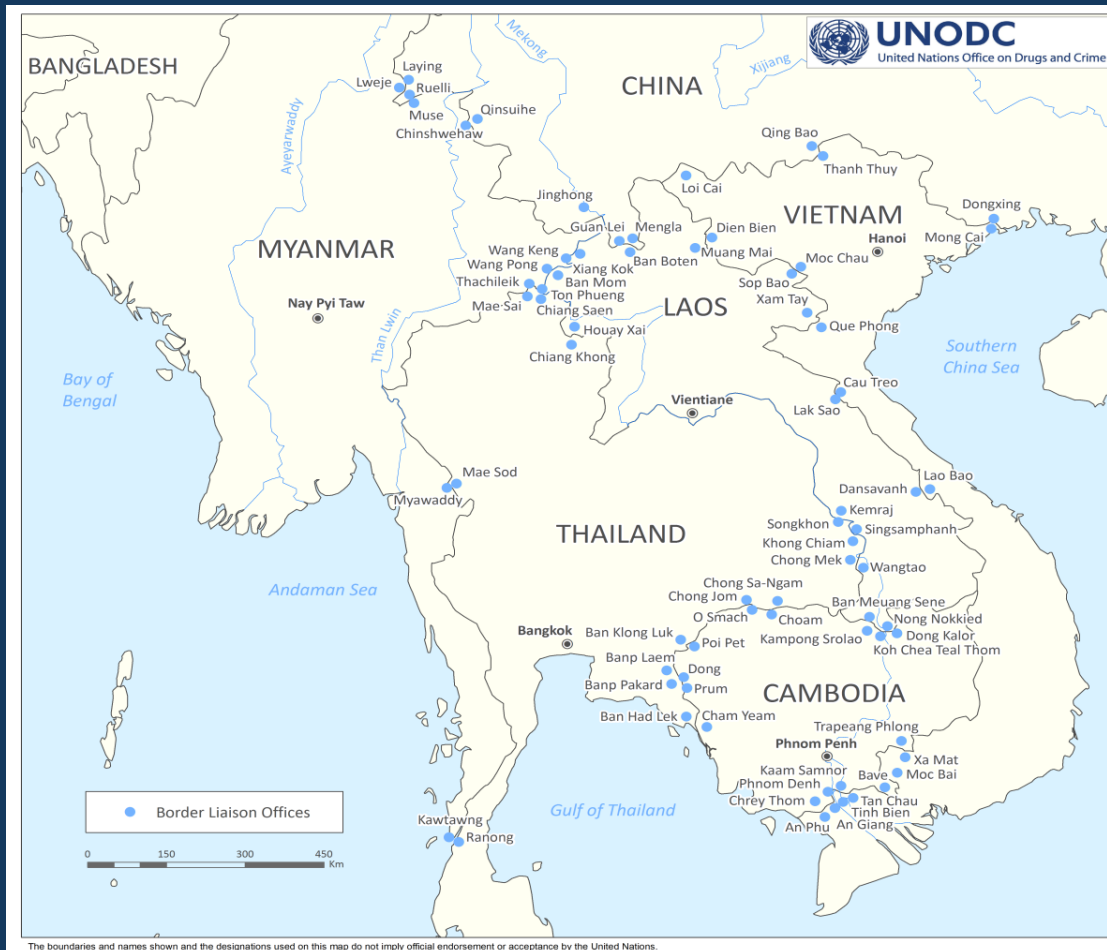 UNODC
United Nations Office on Drugs and Crime
BANGLADESH
Mekong
CHINA
Xijiang
Laying
Lweje
Ruelli
Muse
Qinsuihe
Chinshwehaw
Ayeyarwaddy
Qing Bao
Thanh Thuy
Loi Cai
Jinghong
VIETNAM
Dongxing
Guan Lei
Mengla
Dien Bien
Hanoi
Mong Cai
MYANMAR
Wang Keng
Ban Boten
Muang Mai
Wang Pong
Xiang Kok
Moc Chau
Thachileik
Ban Mom
Sop Bao
Nay Pyi Taw
Mae Sai
Ton Phueng
Chiang Saen
LAOS
Xam Tay
Than Lwin
Houay Xai
Que Phong
Chiang Khong
Southern
China Sea
Bay of
Bengal
Cau Treo
Vientiane
Lak Sao
Mae Sod
Myawaddy
Lao Bao
Dansavanh
Kemraj
THAILAND
Songkhon
Singsamphanh
Khong Chiam
Chong Mek
Wangtao
Andaman Sea
Chong Sa-Ngam
Chong Jom
O Smach
Choam
Ban Meuang Sene
Nong Nokkied
Bangkok
Ban Klong Luk
Poi Pet
Kampong Srolao
Dong Kalor
Koh Chea Teal Thom
Banp Laem
Dong
Banp Pakard
Prum
CAMBODIA
Ban Had Lek
Cham Yeam
Trapeang Phlong
Phnom Penh
Xa Mat
Kaam Samnor
Bave
Moc Bai
Phnom Denh
Chrey Thom
Tan Chau
Tinh Bien
An Phu
An Giang
Gulf of Thailand
Border Liaison Offices
Kawtawng
Ranong
0 150 300 450
Km
The boundaries and names shown and the designations used on this map do not imply official endorsement or acceptance by the United Nations.